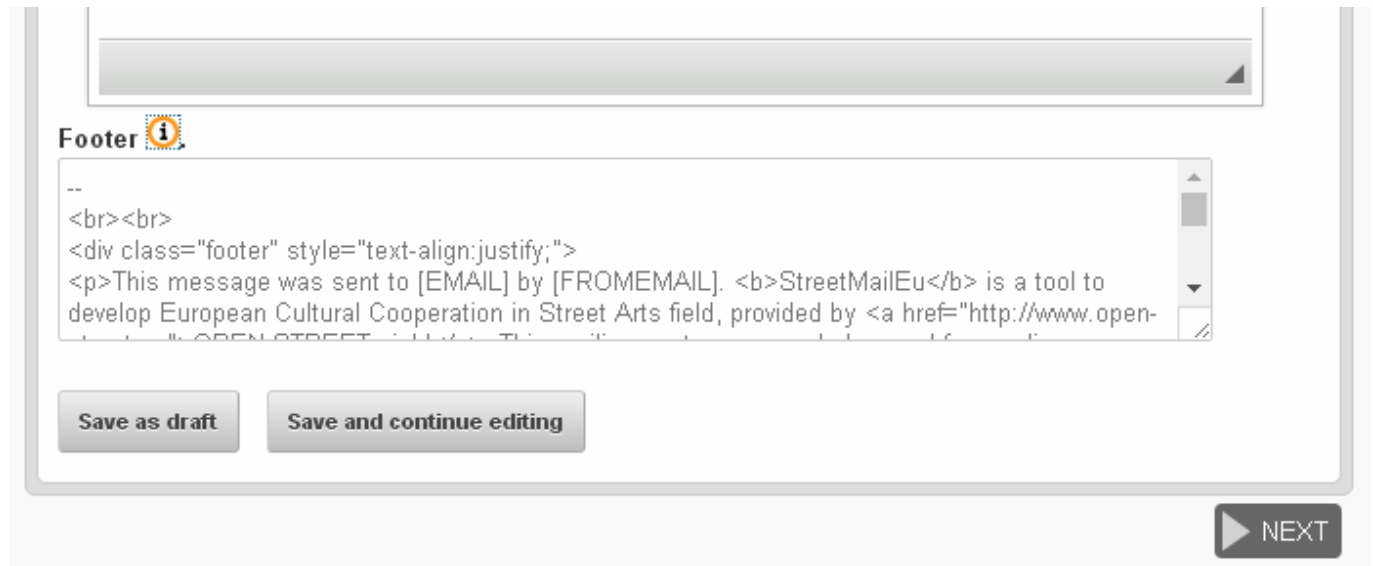 Footer
--
<br><br>
<div class="footer" style="text-align:justify;">
<p>This message was sent to [EMAIL] by [FROMEMAIL]. <b>StreetMailEu</b> is a tool to
develop European Cultural Cooperation in Street Arts field, provided by <a href="http://www.open-
Save as draft
Save and continue editing
NEXT